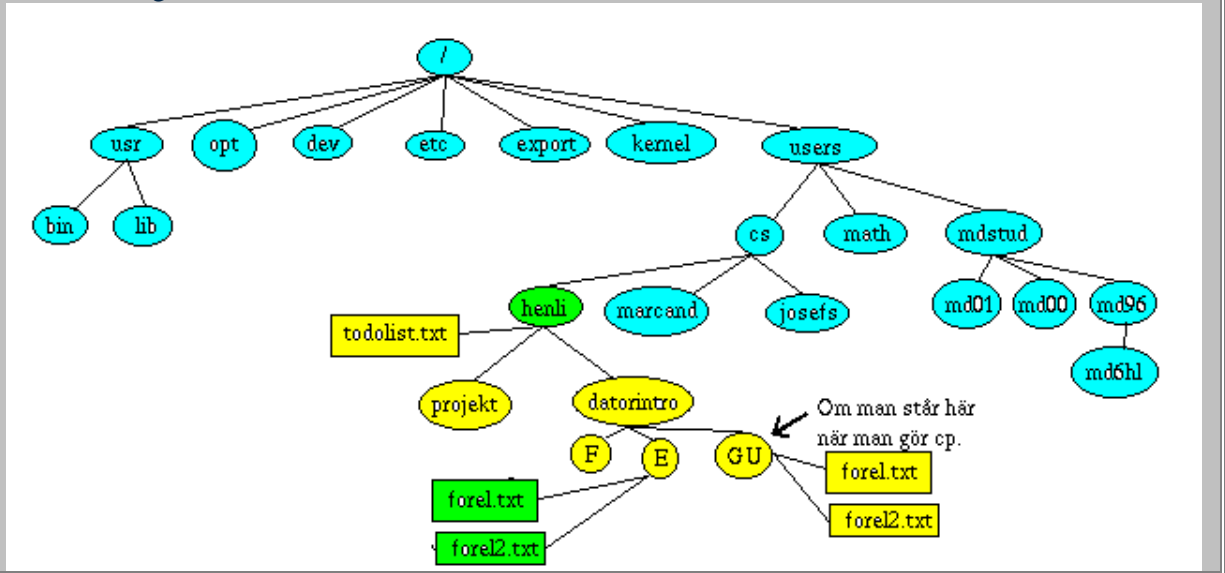 /
usr
opt
dev
etc
export
kernel
users
bin
lib
cs
math
mdstud
henli
marcand
josefs
md01
md00
md96
todolist.txt
md6hl
projekt
datorintro
Om man står här
när man gör cp.
F
E
GU
forel.txt
forel.txt
forel2.txt
forel2.txt